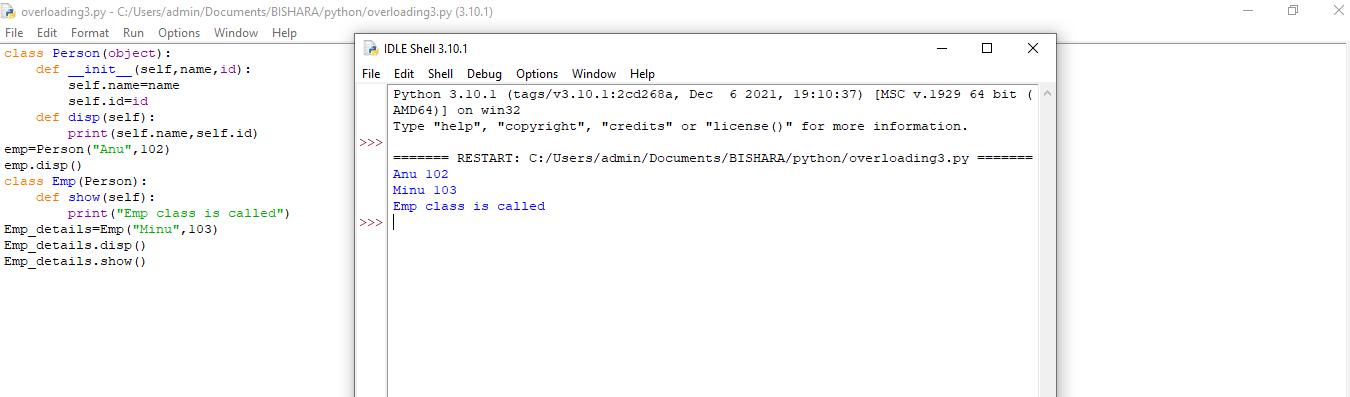 overloading3.py - C:/Users/admin/Documents/BISHARA/python/overloading3.py (3.10.1)
File Edit Format Run Options Window Help
class Person(object):
    def __init__(self,name,id):
        self.name=name
        self.id=id
    def disp(self):
        print(self.name,self.id)
emp=Person("Anu",102)
emp.disp()
class Emp(Person):
    def show(self):
        print("Emp class is called")
Emp_details=Emp("Minu",103)
Emp_details.disp()
Emp_details.show()
IDLE Shell 3.10.1
File Edit Shell Debug Options Window Help
Python 3.10.1 (tags/v3.10.1:2cd268a, Dec  6 2021, 19:10:37) [MSC v.1929 64 bit (
AMD64)] on win32
Type "help", "copyright", "credits" or "license()" for more information.
>>>
======= RESTART: C:/Users/admin/Documents/BISHARA/python/overloading3.py =======
Anu 102
Minu 103
Emp class is called
>>>